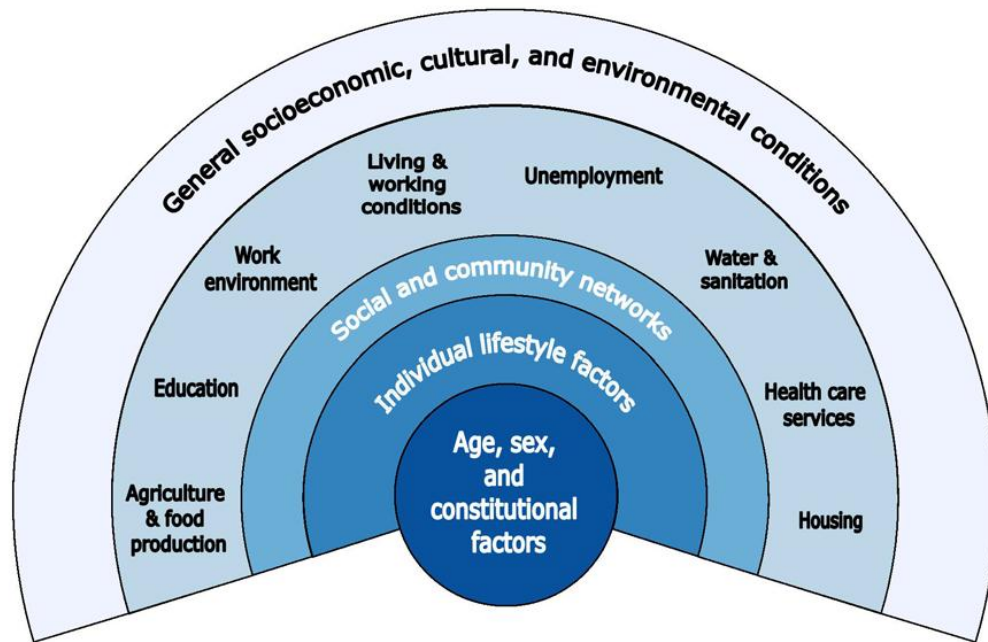 General socioeconomic, cultural, and environmental conditions
Living &
working
conditions
Unemployment
Work
environment
Water &
sanitation
Social and community networks
Individual lifestyle factors
Education
Health care
services
Age, sex,
and
constitutional
factors
Agriculture
& food
production
Housing